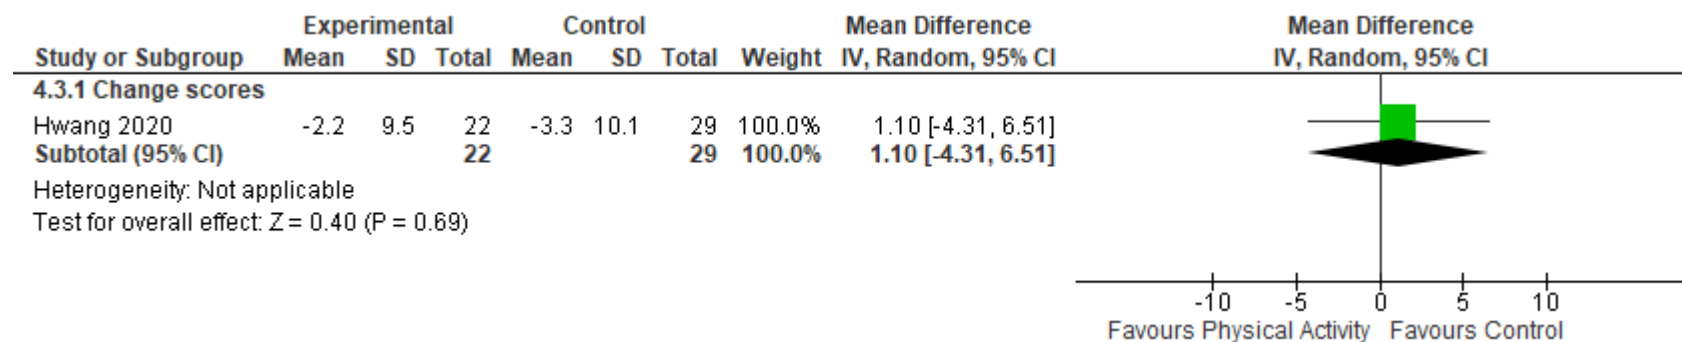 Experimental Control Mean Difference Mean Difference
Study or Subgroup Mean SD Total Mean SD Total Weight IV, Random, 95% CI IV, Random, 95% CI
4.3.1 Change scores
Hwang 2020 -2.2 9.5 22 -3.3 10.1 29 100.0% 1.10 [-4.31, 6.51]
Subtotal (95% CI) 22 29 100.0% 1.10 [-4.31, 6.51]
Heterogeneity: Not applicable
Test for overall effect: Z = 0.40 (P = 0.69)
-10 -5 0 5 10
Favours Physical Activity Favours Control